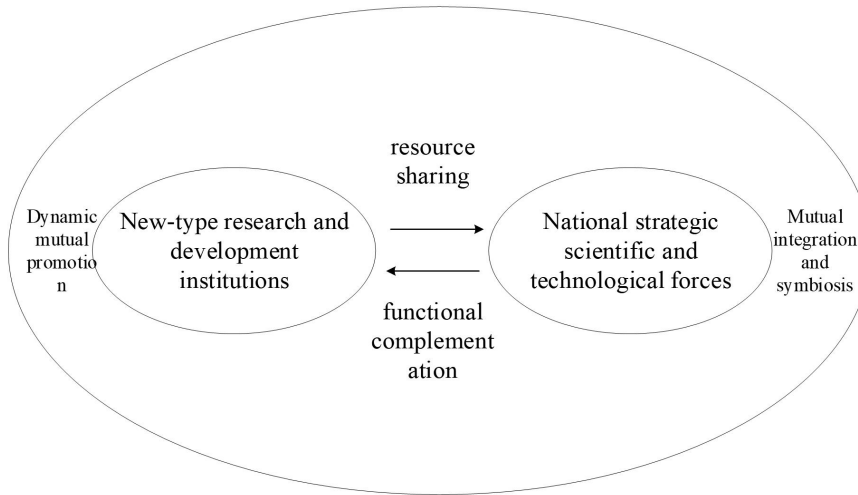 resource
sharing
Dynamic
mutual
promotio
n
New-type research and
development
institutions
National strategic
scientific and
technological forces
Mutual
integration
and
symbiosis
functional
complement
ation